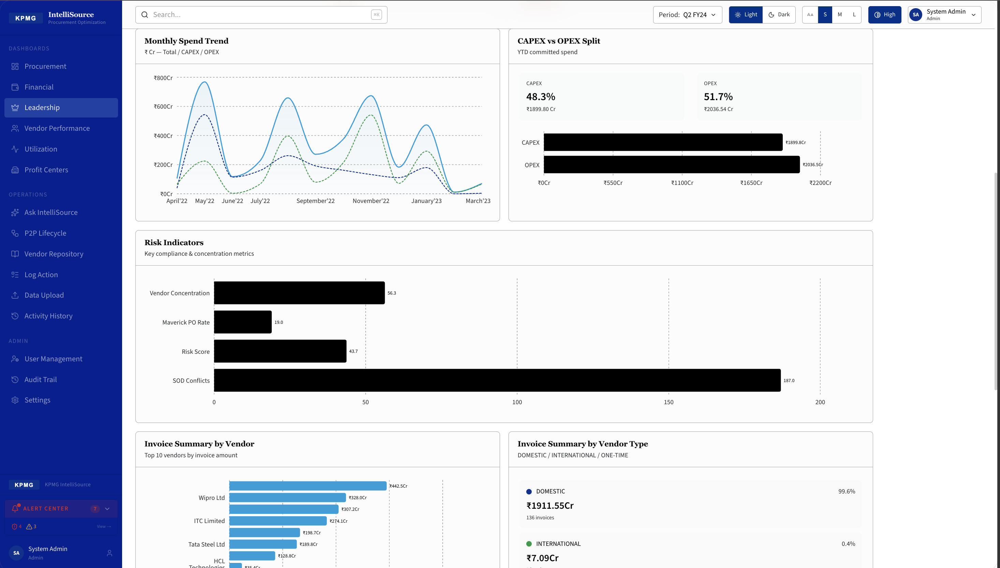 KPMG
IntelliSource
Procurement Optimization
DASHBOARDS
Procurement
Financial
Leadership
Vendor Performance
Utilization
Profit Centers
OPERATIONS
Ask IntelliSource
P2P Lifecycle
Vendor Repository
Log Action
Data Upload
Activity History
ADMIN
User Management
Audit Trail
Settings
KPMG
KPMG IntelliSource
ALERT CENTER
7
4
3
View →
SA
System Admin
Admin
Search...
⌘K
Period: Q2 FY24
Light
Dark
AA
S
M
L
High
SA
System Admin
Admin
Monthly Spend Trend
₹ Cr — Total / CAPEX / OPEX
₹800Cr
₹600Cr
₹400Cr
₹200Cr
₹0Cr
April'22 May'22 June'22 July'22 September'22 November'22 January'23 March'23
CAPEX vs OPEX Split
YTD committed spend
CAPEX
48.3%
₹1899.80 Cr
OPEX
51.7%
₹2036.54 Cr
CAPEX
₹1899.8Cr
OPEX
₹2036.5Cr
₹0Cr ₹550Cr ₹1100Cr ₹1650Cr ₹2200Cr
Risk Indicators
Key compliance & concentration metrics
Vendor Concentration 56.3
Maverick PO Rate 19.0
Risk Score 43.7
SOD Conflicts 187.0
0 50 100 150 200
Invoice Summary by Vendor
Top 10 vendors by invoice amount
₹442.5Cr
Wipro Ltd ₹328.0Cr
₹307.2Cr
ITC Limited ₹274.1Cr
₹198.7Cr
Tata Steel Ltd ₹189.8Cr
₹128.8Cr
HCL
Technologies ₹35.4Cr
Invoice Summary by Vendor Type
DOMESTIC / INTERNATIONAL / ONE-TIME
DOMESTIC 99.6%
₹1911.55Cr
136 invoices
INTERNATIONAL 0.4%
₹7.09Cr